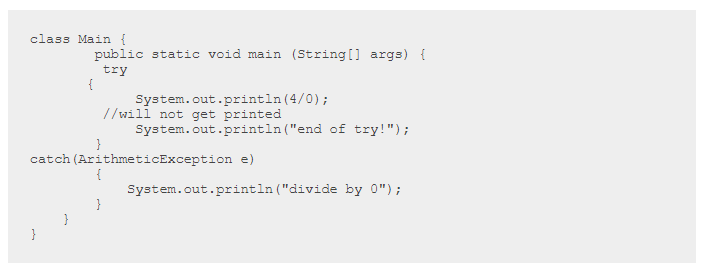 class Main {
public static void main (String[] args) {
try
{
System.out.println(4/0);
//will not get printed
System.out.println("end of try!");
}
catch(ArithmeticException e)
{
System.out.println("divide by 0");
}
}
}